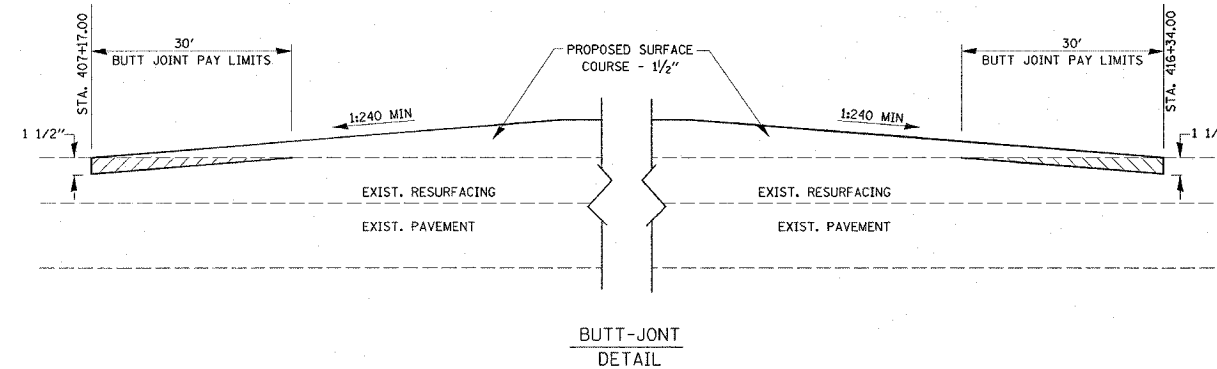 STA. 407+17.00
30'
BUTT JOINT PAY LIMITS
PROPOSED SURFACE
COURSE - 1½"
30'
BUTT JOINT PAY LIMITS
STA. 416+34.00
1 1/2"
1:240 MIN
1:240 MIN
1 1/
EXIST. RESURFACING
EXIST. RESURFACING
EXIST. PAVEMENT
EXIST. PAVEMENT
BUTT-JONT
DETAIL